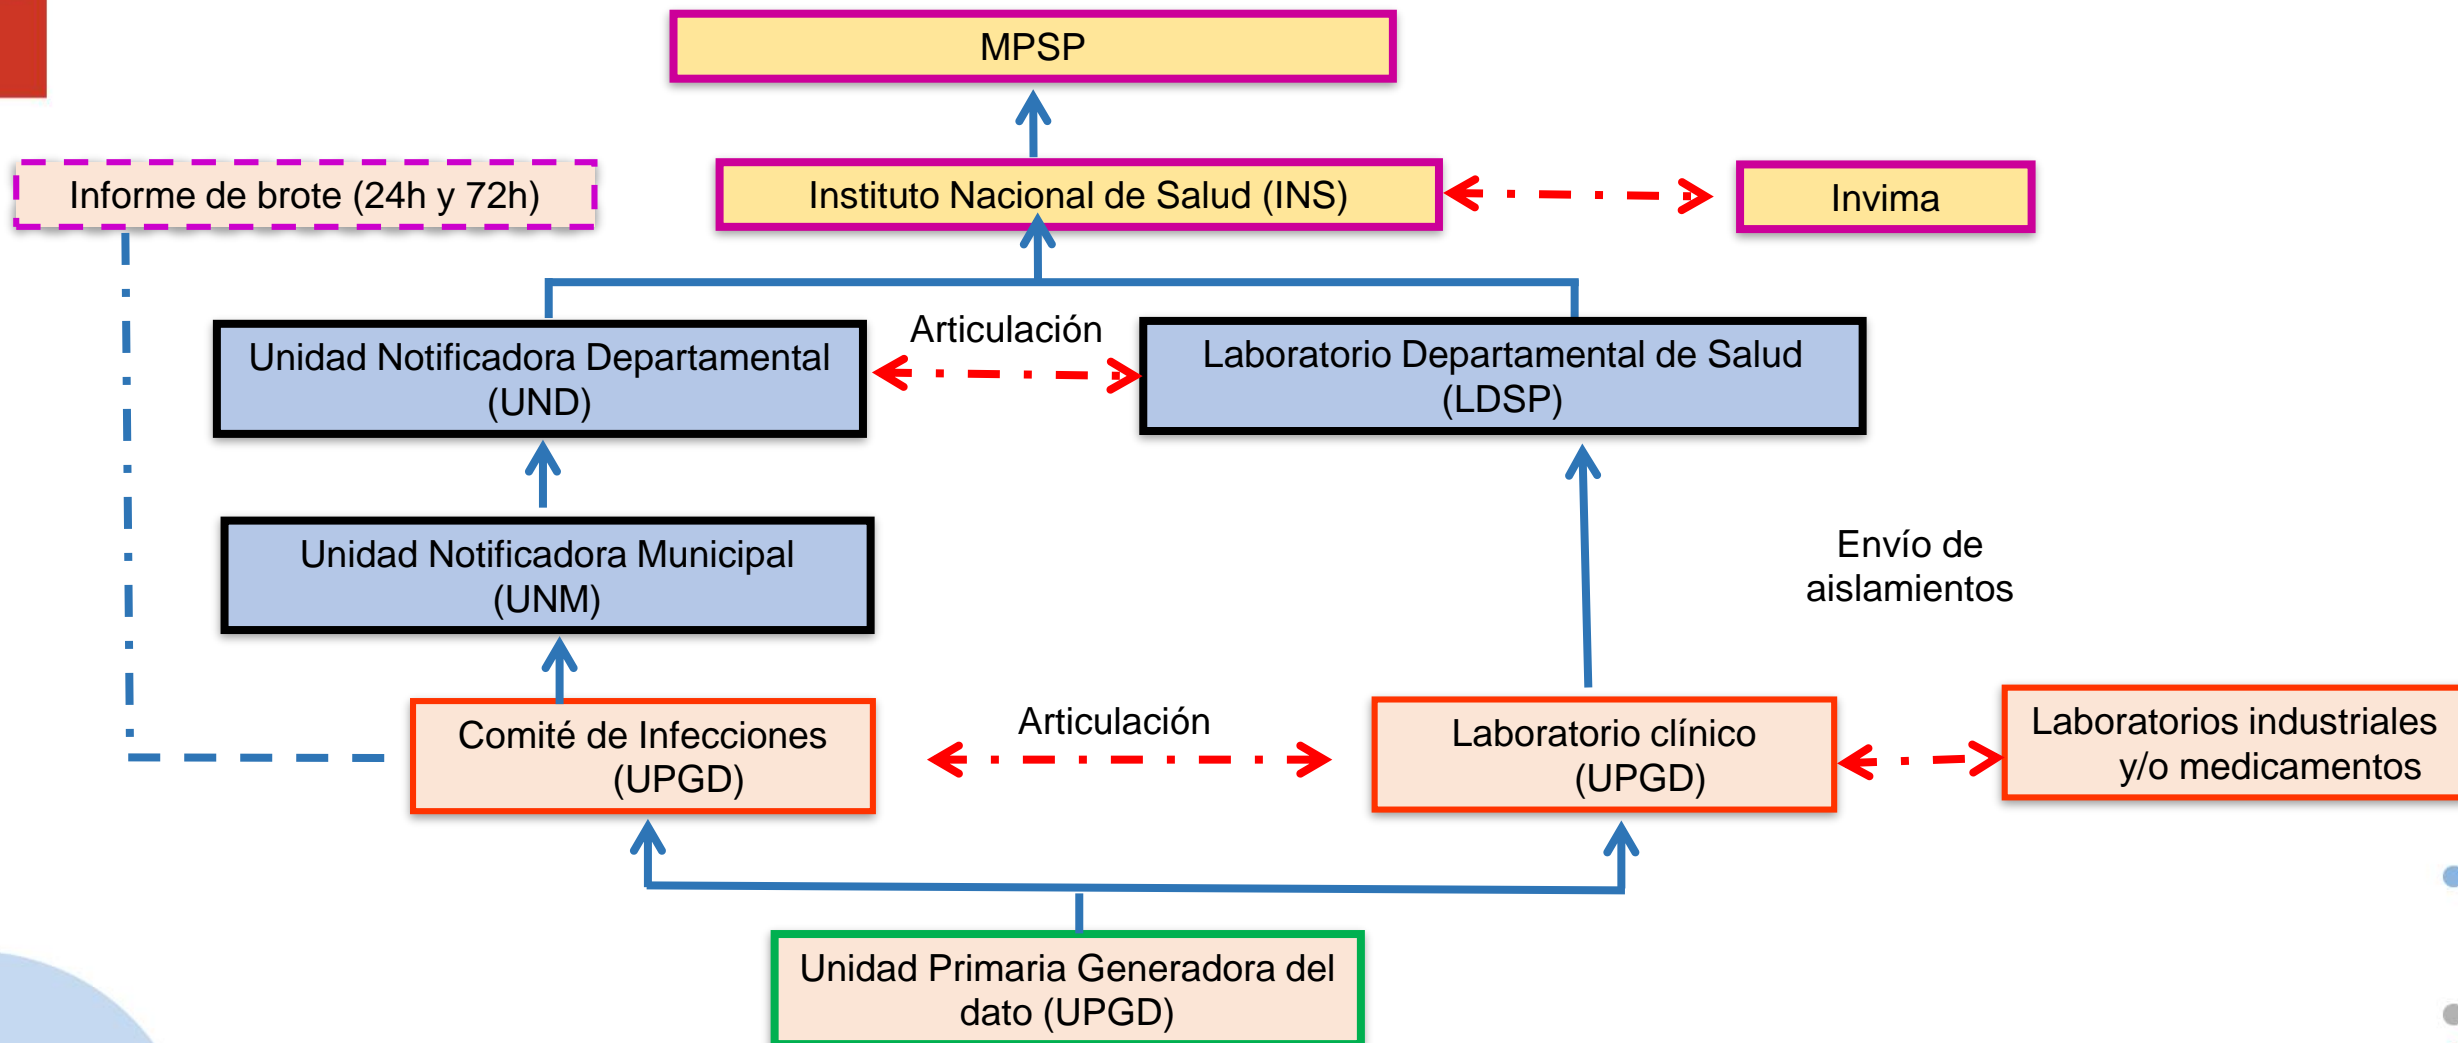 MPSP
Informe de brote (24h y 72h)
Instituto Nacional de Salud (INS)
Invima
Unidad Notificadora Departamental
(UND)
Articulación
Laboratorio Departamental de Salud
(LDSP)
Unidad Notificadora Municipal
(UNM)
Envío de
aislamientos
Comité de Infecciones
(UPGD)
Articulación
Laboratorio clínico
(UPGD)
Laboratorios industriales
y/o medicamentos
Unidad Primaria Generadora del
dato (UPGD)